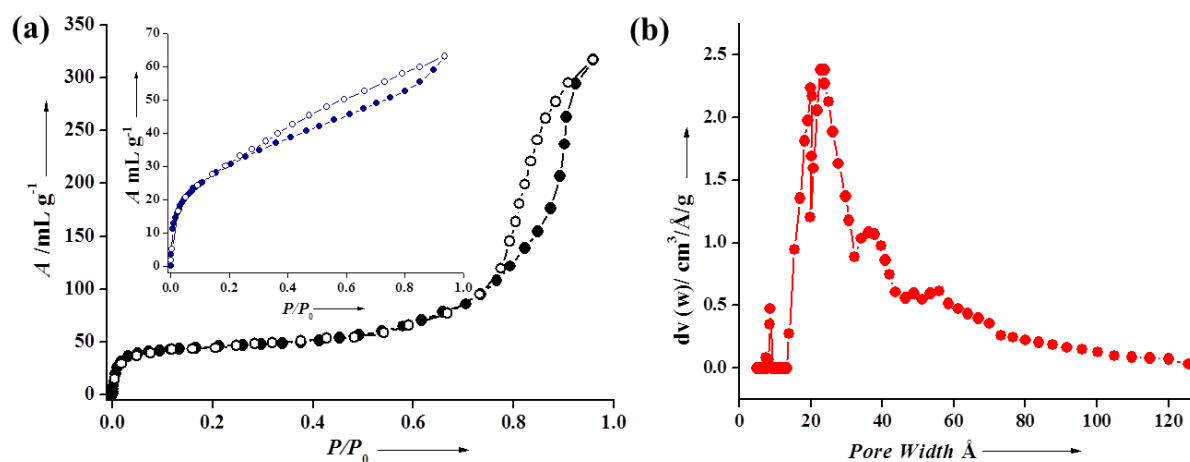 (a)
A /mL g-1
350
300
250
200
150
100
50
0
0.0 0.2 0.4 0.6 0.8 1.0
P/P0
A mL g-1
70
60
50
40
30
20
10
0
0.0 0.2 0.4 0.6 0.8 1.0
P/P0
(b)
dv (w)/ cm3/Å/g
2.5
2.0
1.5
1.0
0.5
0.0
0 20 40 60 80 100 120
Pore Width Å